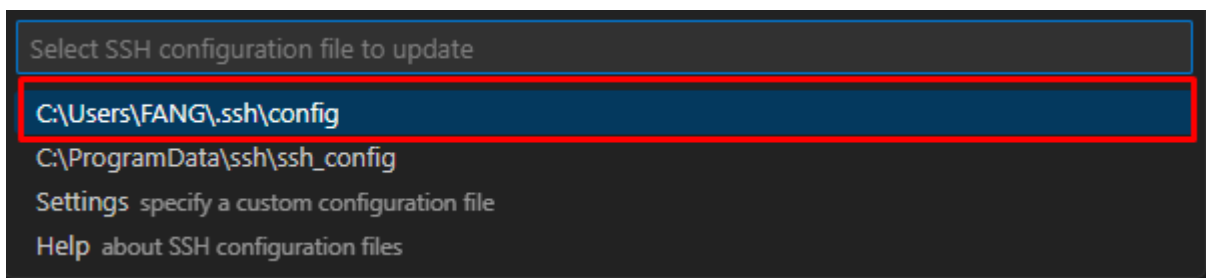 Select SSH configuration file to update
C:\Users\FANG\.ssh\config
C:\ProgramData\ssh\ssh_config
Settings specify a custom configuration file
Help about SSH configuration files